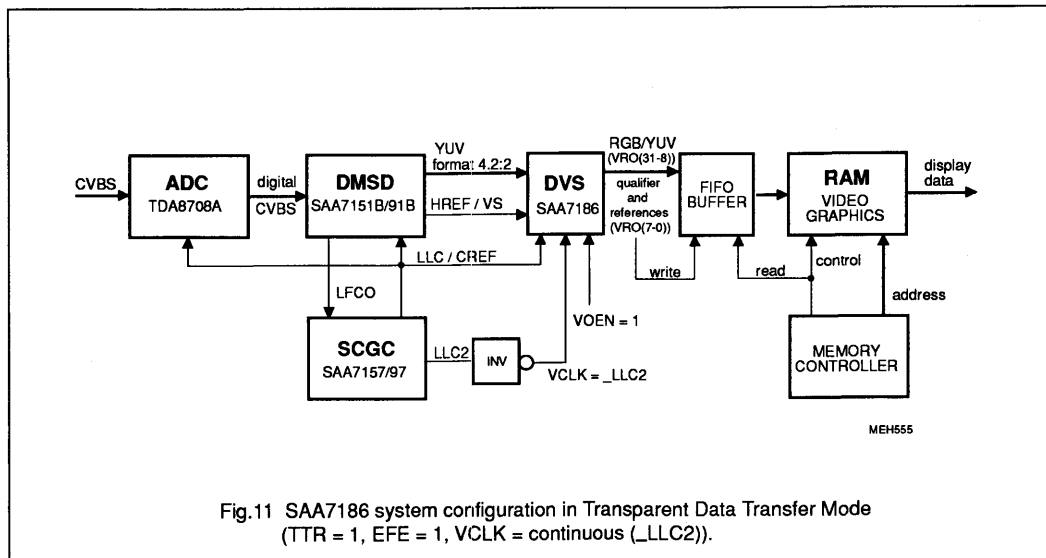 CVBS
ADC
TDA8708A
digital
CVBS
DMSD
SAA7151B/91B
YUV
format 4.2:2
HREF / VS
LLC / CREF
LFCO
SCGC
SAA7157/97
LLC2
INV
VCLK = _LLC2
VOEN = 1
DVS
SAA7186
RGB/YUV
(VRO(31-8))
qualifier
and
references
(VRO(7-0))
write
FIFO
BUFFER
read
control
RAM
VIDEO
GRAPHICS
display
data
address
MEMORY
CONTROLLER
MEH555
Fig.11 SAA7186 system configuration in Transparent Data Transfer Mode
(TTR = 1, EFE = 1, VCLK = continuous (_LLC2)).